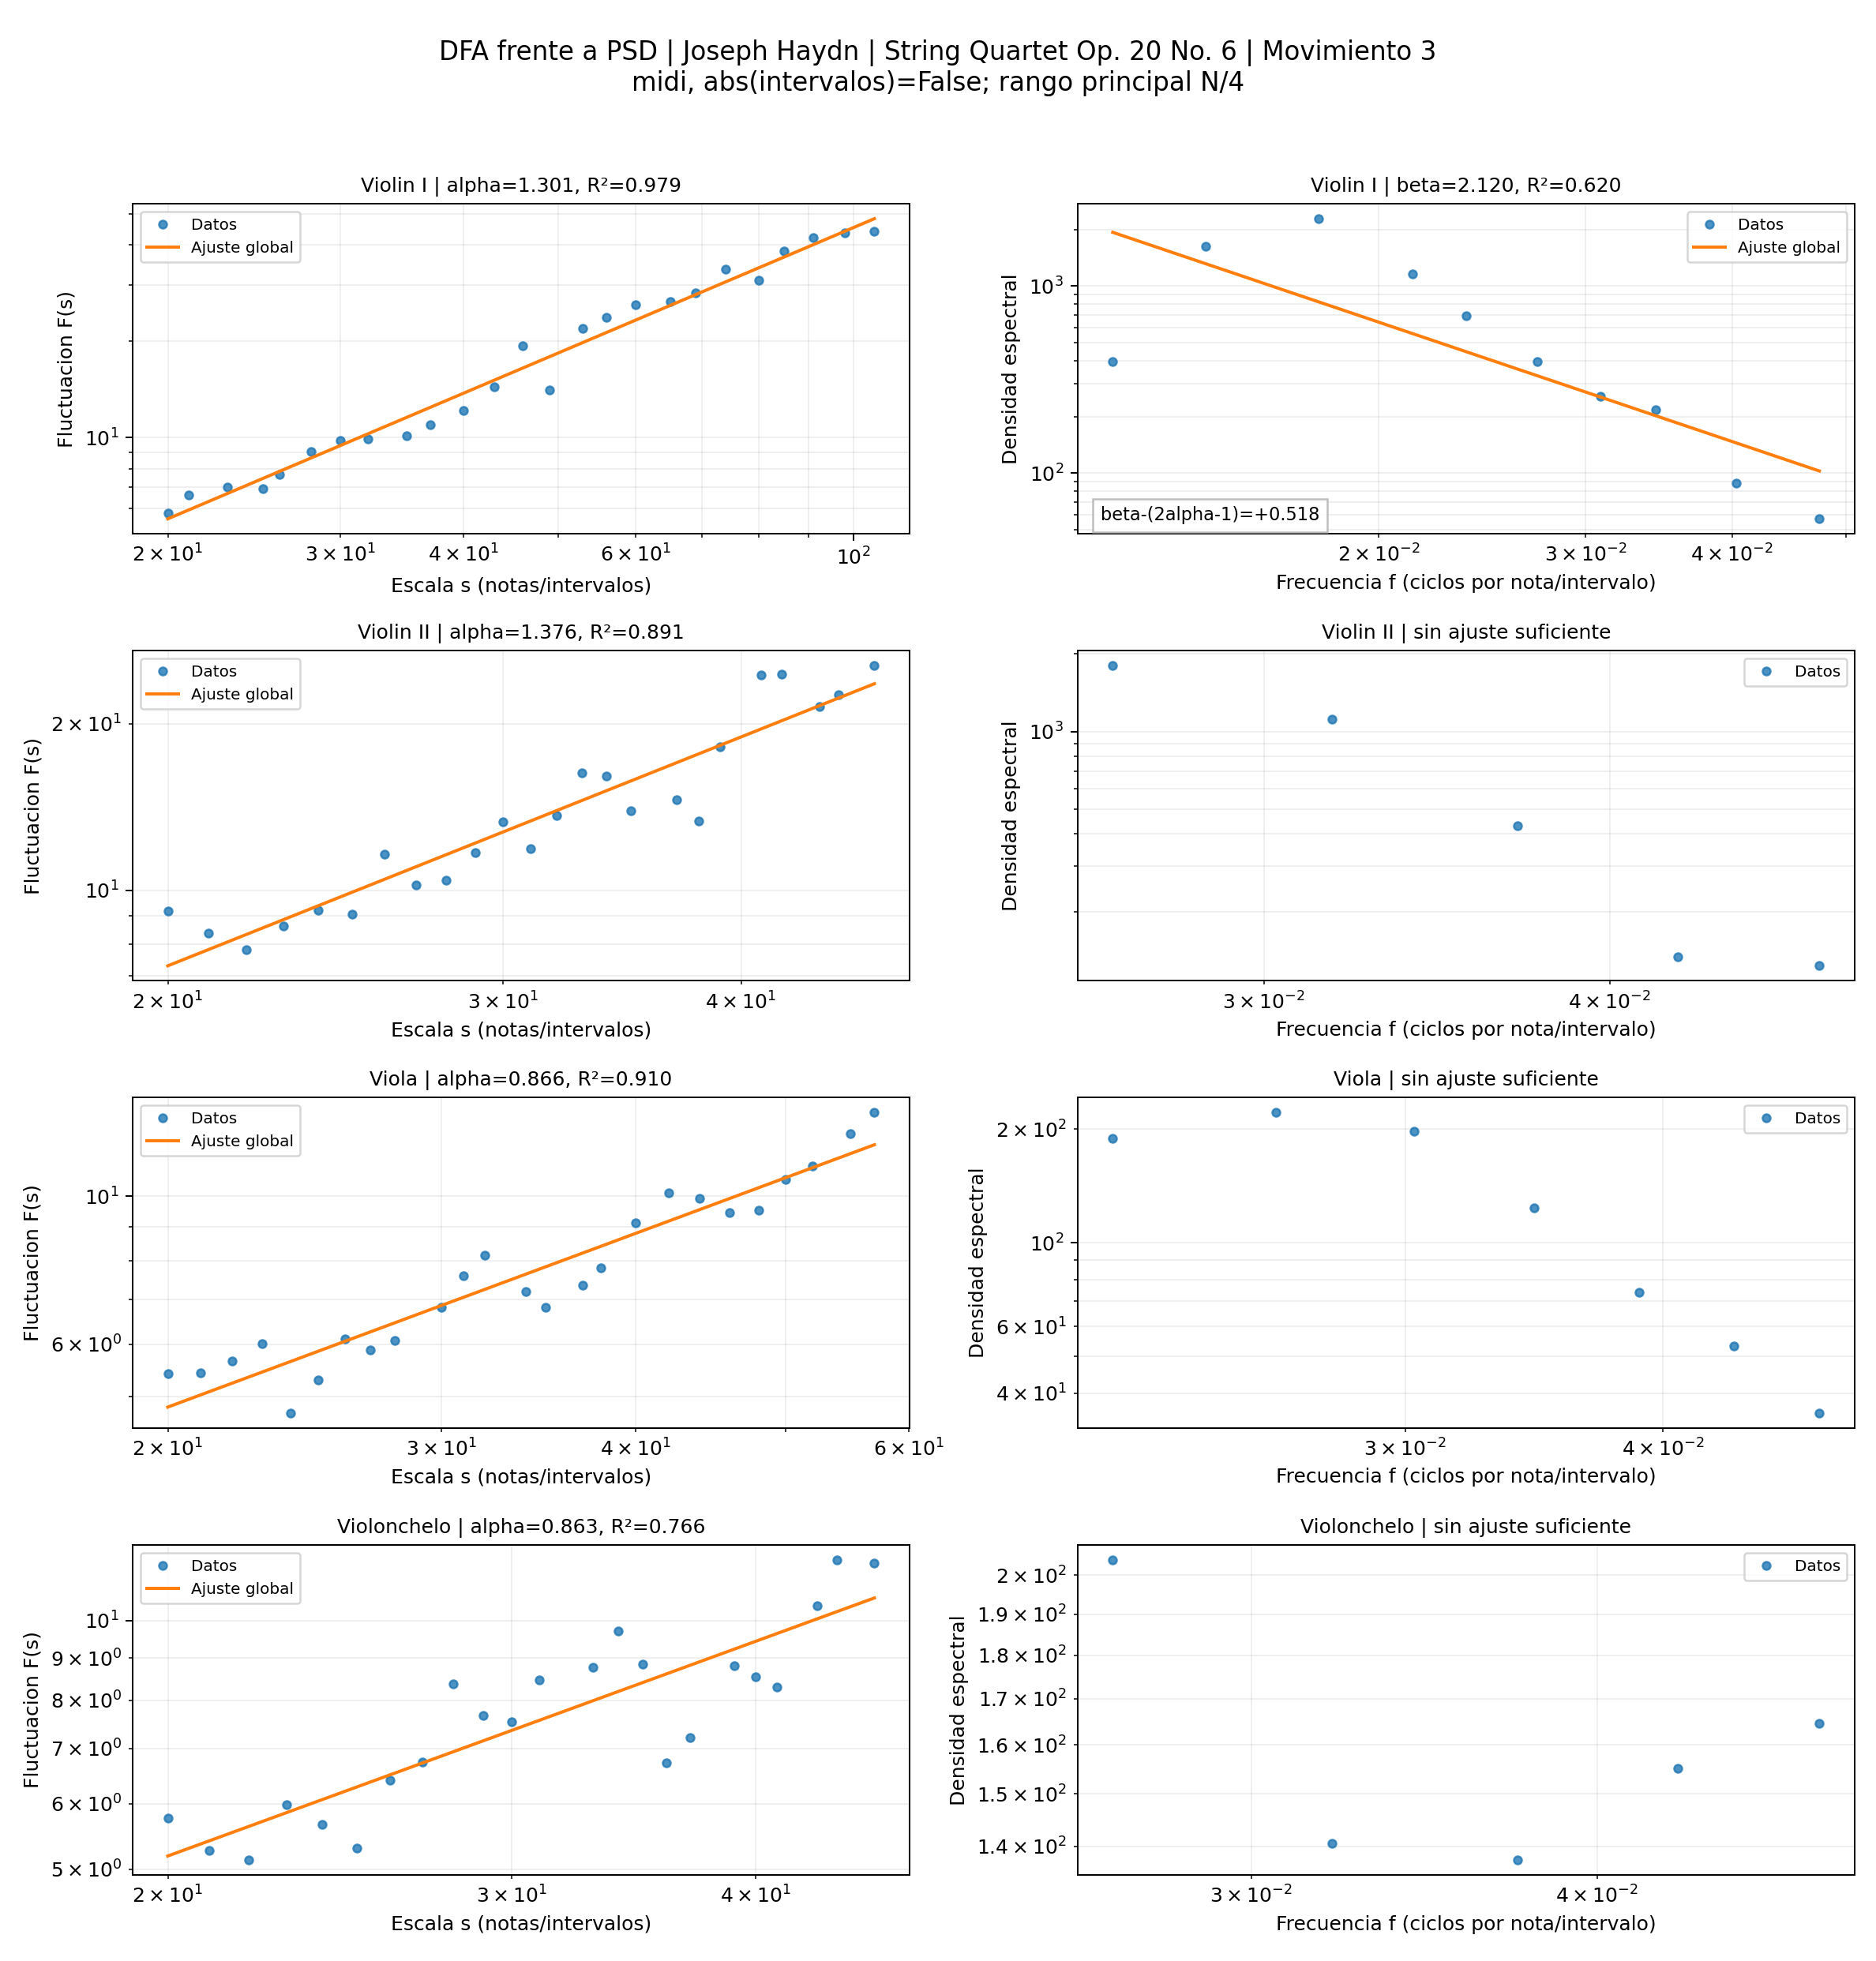 DFA frente a PSD | Joseph Haydn | String Quartet Op. 20 No. 6 | Movimiento 3
midi, abs(intervalos)=False; rango principal N/4
Violin I | alpha=1.301, R²=0.979
Datos
Ajuste global
Fluctuacion F(s)
10¹
2 × 10¹ 3 × 10¹ 4 × 10¹ 6 × 10¹ 10²
Escala s (notas/intervalos)
Violin I | beta=2.120, R²=0.620
Datos
Ajuste global
Densidad espectral
10³
10²
beta-(2alpha-1)=+0.518
2 × 10⁻² 3 × 10⁻² 4 × 10⁻²
Frecuencia f (ciclos por nota/intervalo)
Violin II | alpha=1.376, R²=0.891
Datos
Ajuste global
Fluctuacion F(s)
2 × 10¹
10¹
2 × 10¹ 3 × 10¹ 4 × 10¹
Escala s (notas/intervalos)
Violin II | sin ajuste suficiente
Datos
Densidad espectral
10³
3 × 10⁻² 4 × 10⁻²
Frecuencia f (ciclos por nota/intervalo)
Viola | alpha=0.866, R²=0.910
Datos
Ajuste global
Fluctuacion F(s)
10¹
6 × 10⁰
2 × 10¹ 3 × 10¹ 4 × 10¹ 6 × 10¹
Escala s (notas/intervalos)
Viola | sin ajuste suficiente
Datos
Densidad espectral
2 × 10²
10²
6 × 10¹
4 × 10¹
3 × 10⁻² 4 × 10⁻²
Frecuencia f (ciclos por nota/intervalo)
Violonchelo | alpha=0.863, R²=0.766
Datos
Ajuste global
Fluctuacion F(s)
10¹
9 × 10⁰
8 × 10⁰
7 × 10⁰
6 × 10⁰
5 × 10⁰
2 × 10¹ 3 × 10¹ 4 × 10¹
Escala s (notas/intervalos)
Violonchelo | sin ajuste suficiente
Datos
Densidad espectral
2 × 10²
1.9 × 10²
1.8 × 10²
1.7 × 10²
1.6 × 10²
1.5 × 10²
1.4 × 10²
3 × 10⁻² 4 × 10⁻²
Frecuencia f (ciclos por nota/intervalo)